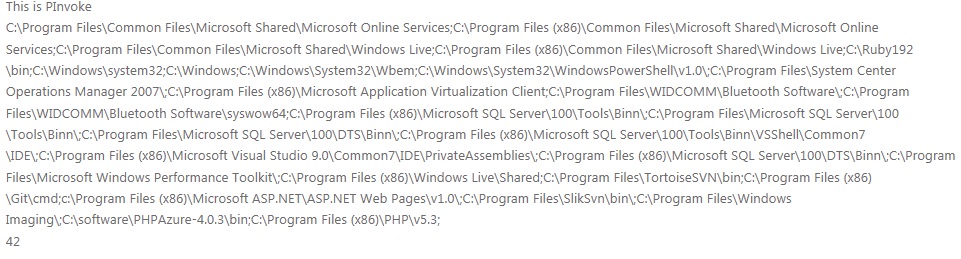 This is PInvoke
C:\Program Files\Common Files\Microsoft Shared\Microsoft Online Services;C:\Program Files (x86)\Common Files\Microsoft Shared\Microsoft Online
Services;C:\Program Files\Common Files\Microsoft Shared\Windows Live;C:\Program Files (x86)\Common Files\Microsoft Shared\Windows Live;C:\Ruby192
\bin;C:\Windows\system32;C:\Windows;C:\Windows\System32\Wbem;C:\Windows\System32\WindowsPowerShell\v1.0\;C:\Program Files\System Center
Operations Manager 2007\;C:\Program Files (x86)\Microsoft Application Virtualization Client;C:\Program Files\WIDCOMM\Bluetooth Software\;C:\Program
Files\WIDCOMM\Bluetooth Software\syswow64;C:\Program Files (x86)\Microsoft SQL Server\100\Tools\Binn\;C:\Program Files\Microsoft SQL Server\100
\Tools\Binn\;C:\Program Files\Microsoft SQL Server\100\DTS\Binn\;C:\Program Files (x86)\Microsoft SQL Server\100\Tools\Binn\VSShell\Common7
\IDE\;C:\Program Files (x86)\Microsoft Visual Studio 9.0\Common7\IDE\PrivateAssemblies\;C:\Program Files (x86)\Microsoft SQL Server\100\DTS\Binn\;C:\Program
Files\Microsoft Windows Performance Toolkit\;C:\Program Files (x86)\Windows Live\Shared;C:\Program Files\TortoiseSVN\bin;C:\Program Files (x86)
\Git\cmd;c:\Program Files (x86)\Microsoft ASP.NET\ASP.NET Web Pages\v1.0\;C:\Program Files\SlikSvn\bin\;C:\Program Files\Windows
Imaging\;C:\software\PHPAzure-4.0.3\bin;C:\Program Files (x86)\PHP\v5.3;
42